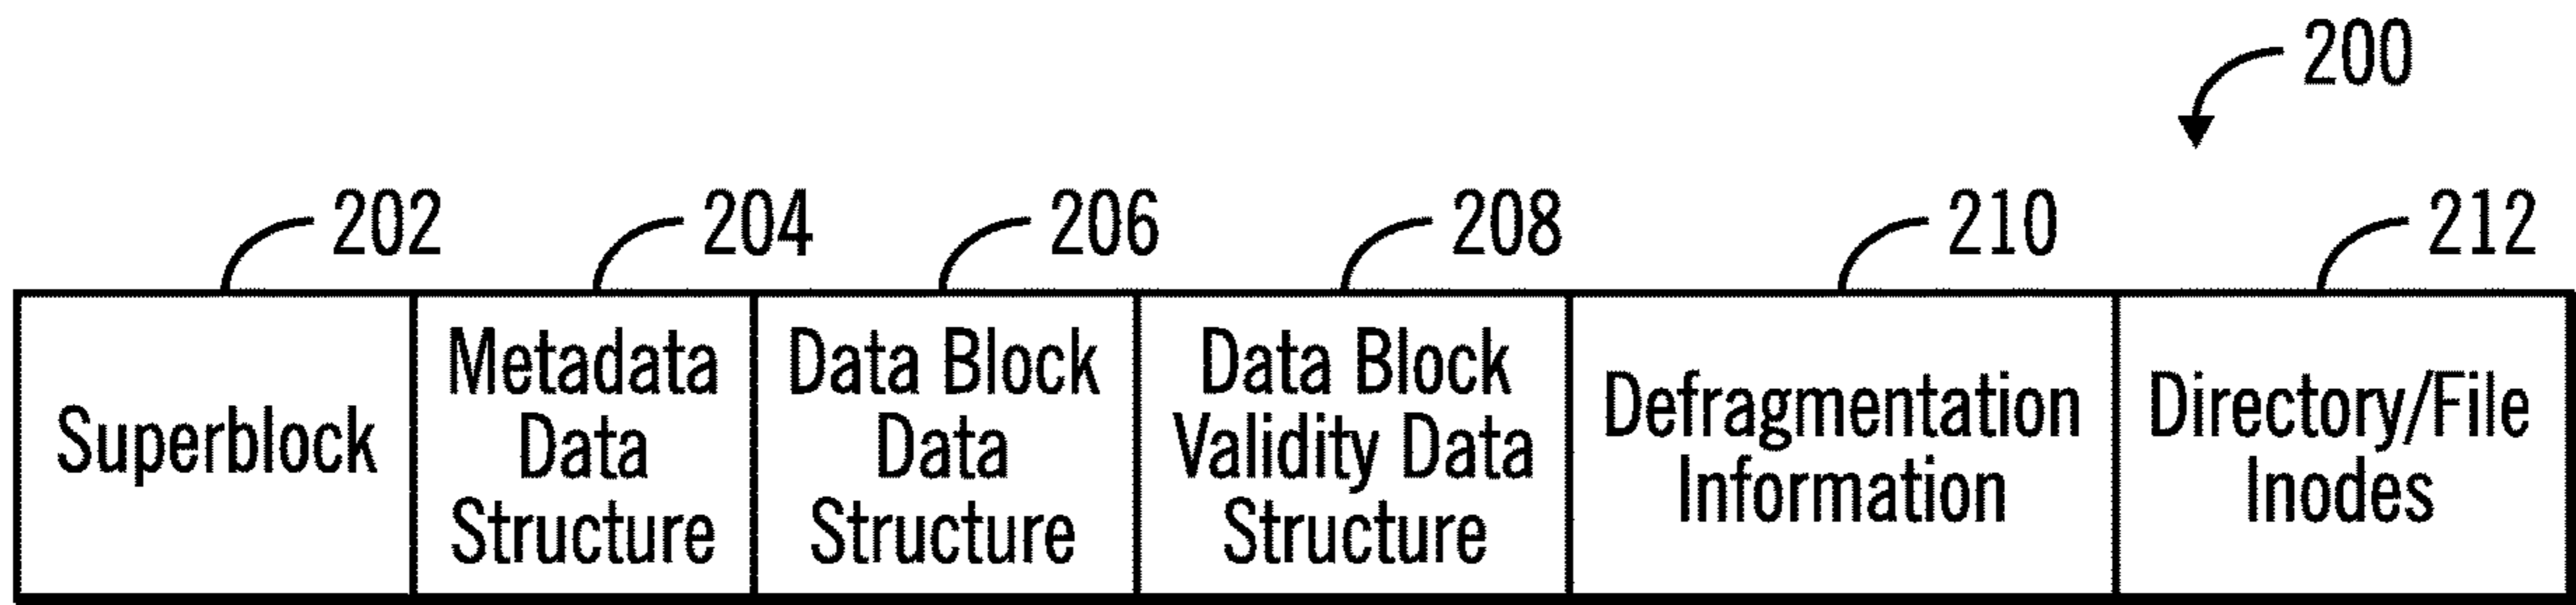 200
202
204
206
208
210
212
Superblock
Metadata
Data
Structure
Data Block
Data
Structure
Data Block
Validity Data
Structure
Defragmentation
Information
Directory/File
Inodes